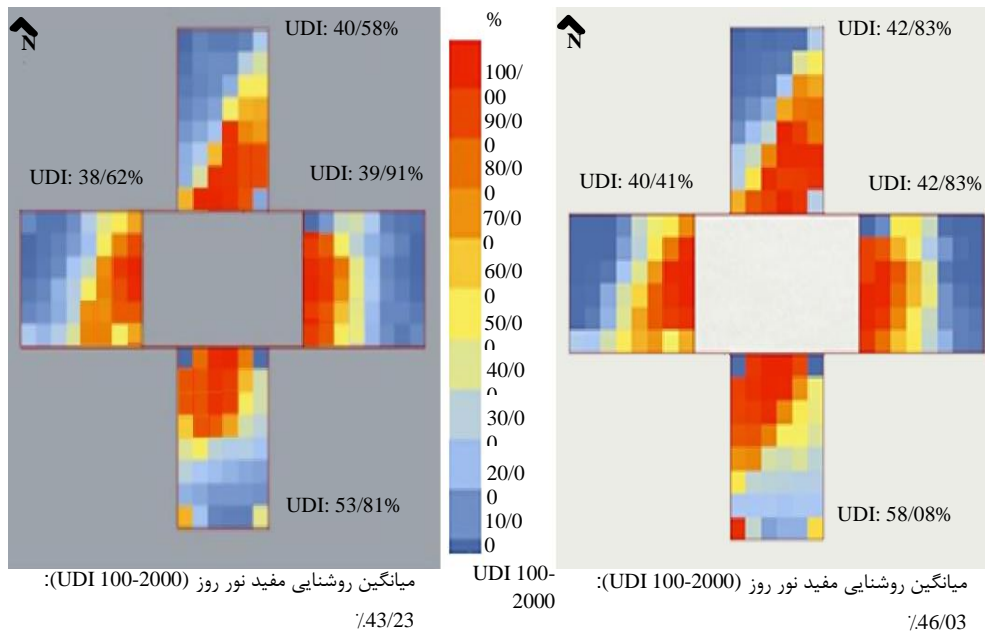 N
UDI: 40/58%
UDI: 38/62%
UDI: 39/91%
UDI: 53/81%
میانگین روشنایی مفید نور روز (UDI 100-2000):
٪43/23
%
100/
00
90/0
0
80/0
0
70/0
0
60/0
0
50/0
0
40/0
0
30/0
0
20/0
0
10/0
0
UDI 100-
2000
N
UDI: 42/83%
UDI: 40/41%
UDI: 42/83%
UDI: 58/08%
میانگین روشنایی مفید نور روز (UDI 100-2000):
٪46/03